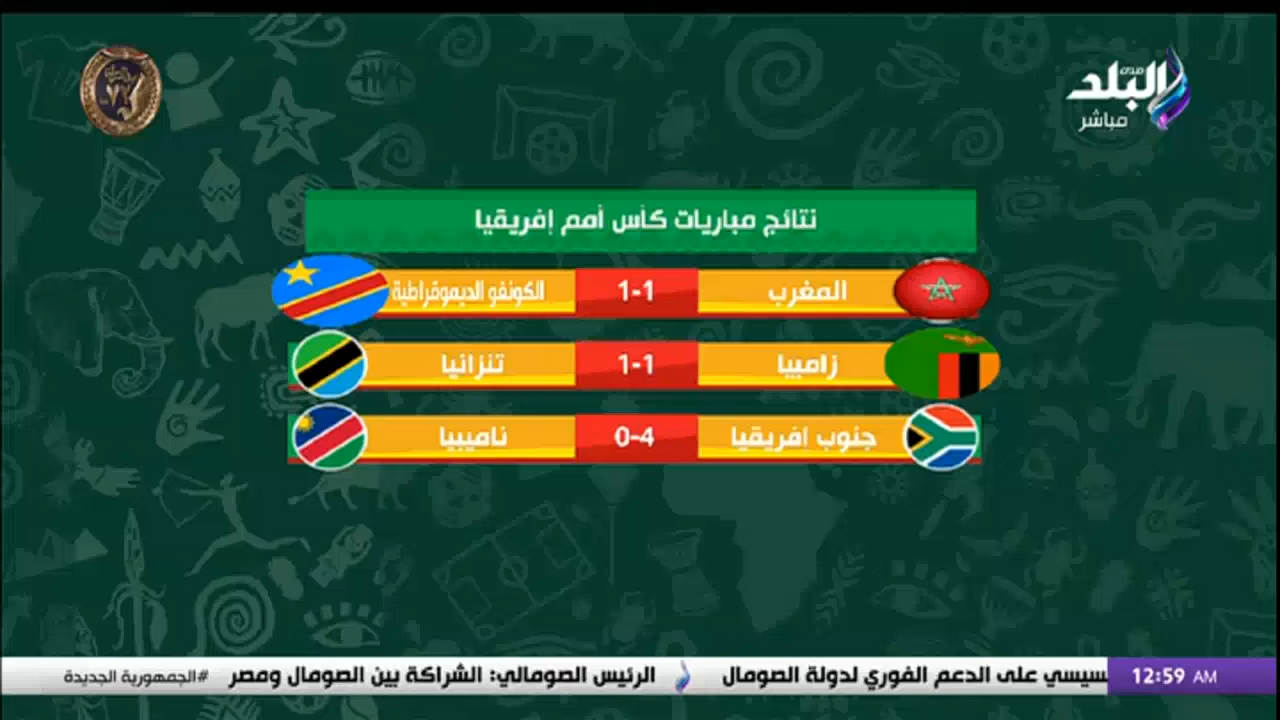 صدى
البلد
مباشر
نتائج مباريات كأس أمم إفريقيا
المغرب 1-1 الكونغو الديموقراطية
زامبيا 1-1 تنزانيا
جنوب افريقيا 0-4 ناميبيا
12:59 AM سيسي على الدعم الفوري لدولة الصومال الرئيس الصومالي: الشراكة بين الصومال ومصر #الجمهورية الجديدة